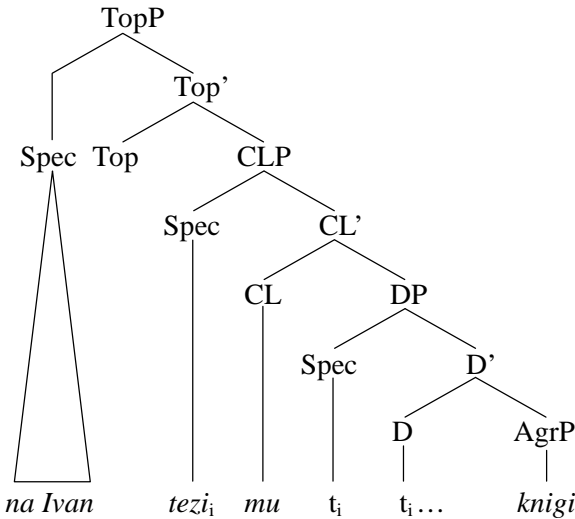 TopP
Top’
Spec Top CLP
Spec CL’
CL DP
Spec D’
D AgrP
na Ivan tezi_i mu t_i t_i… knigi